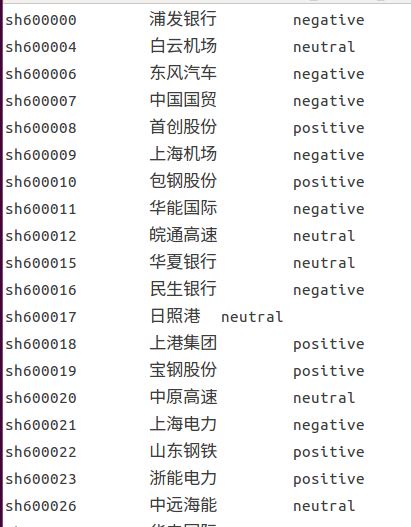 sh600000 浦发银行 negative
sh600004 白云机场 neutral
sh600006 东风汽车 negative
sh600007 中国国贸 negative
sh600008 首创股份 positive
sh600009 上海机场 negative
sh600010 包钢股份 positive
sh600011 华能国际 negative
sh600012 皖通高速 neutral
sh600015 华夏银行 neutral
sh600016 民生银行 negative
sh600017 日照港 neutral
sh600018 上港集团 positive
sh600019 宝钢股份 positive
sh600020 中原高速 neutral
sh600021 上海电力 negative
sh600022 山东钢铁 positive
sh600023 浙能电力 positive
sh600026 中远海能 neutral